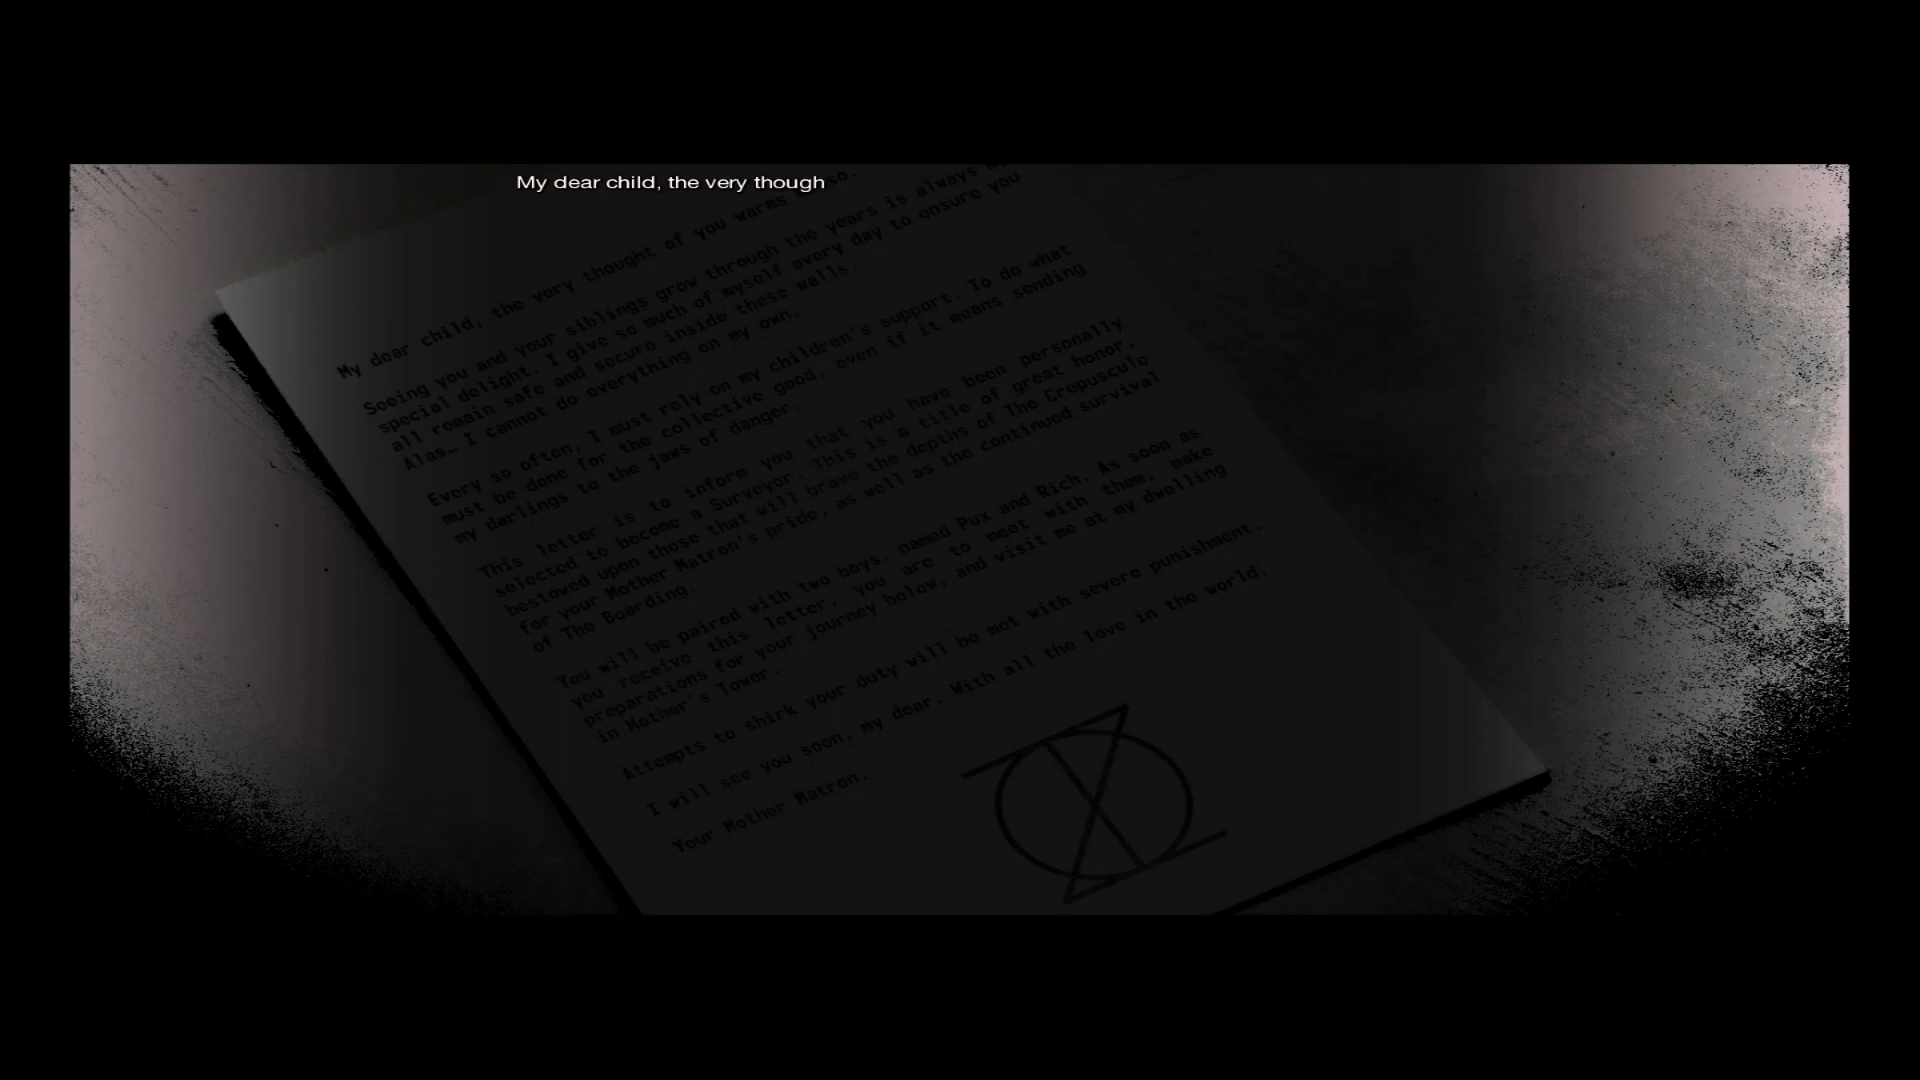 My dear child, the very though
My dear child, the very thought of you warms so.
Seeing you and your siblings grow through the years is always
special delight. I give so much of myself every day to ensure you
all remain safe and secure inside these walls.
Alas… I cannot do everything on my own.
Every so often, I must rely on my children's support. To do what
must be done for the collective good, even if it means sending
my darlings to the jaws of danger.
This letter is to inform you that you have been personally
selected to become a Surveyor. This is a title of great honor,
bestowed upon those that will brave the depths of The Crepuscule
for your Mother Matron's pride, as well as the continued survival
of The Boarding.
You will be paired with two boys, named Pux and Rich. As soon as
you receive this letter, you are to meet with them, make
preparations for your journey below, and visit me at my dwelling
in Mother's Tower.
Attempts to shirk your duty will be met with severe punishment.
I will see you soon, my dear. With all the love in the world,
Your Mother Matron.